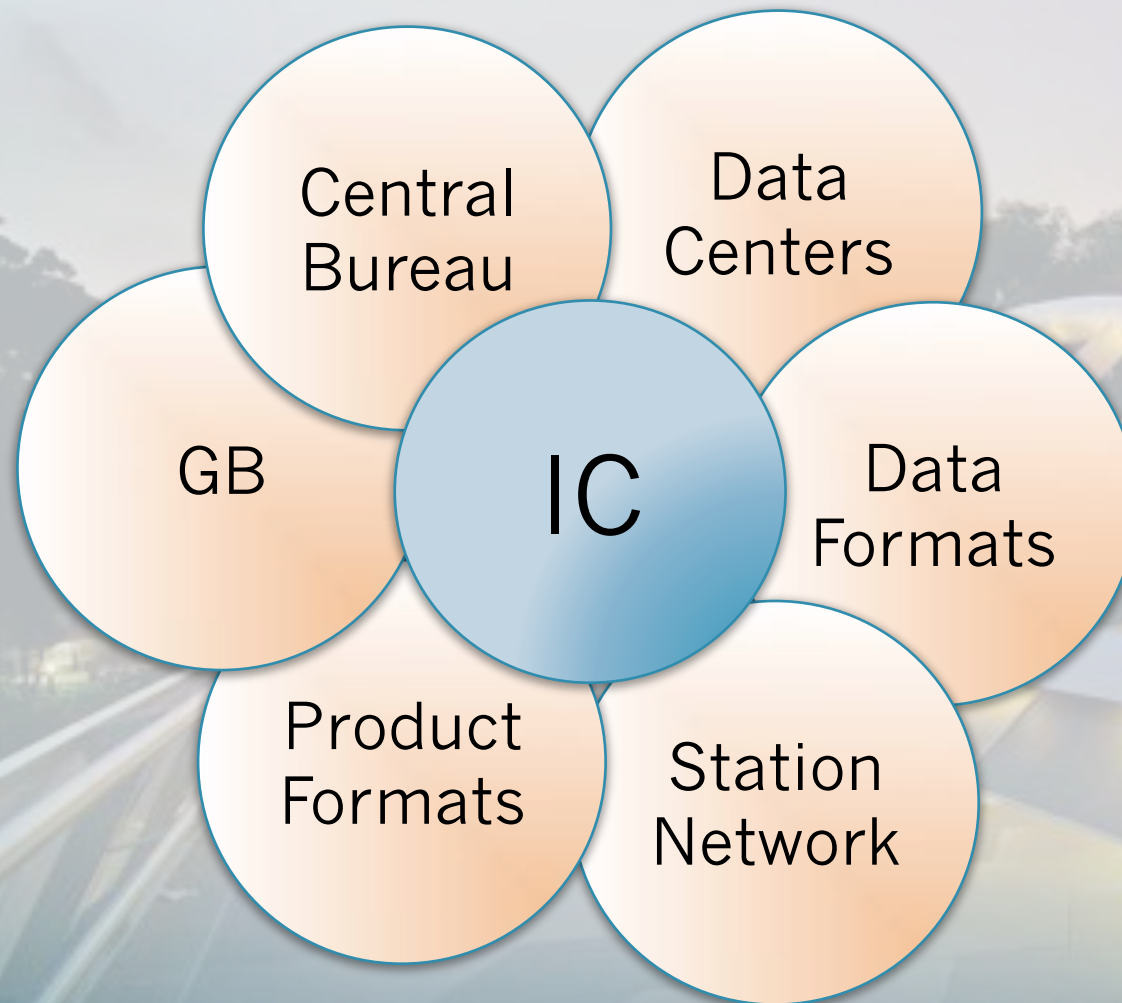 Central
Bureau
Data
Centers
GB
IC
Data
Formats
Product
Formats
Station
Network